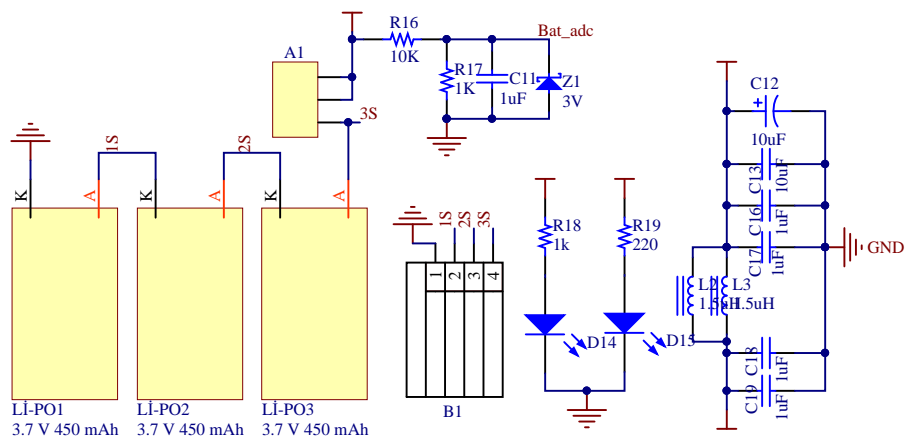 R16
10K
Bat_adc
A1
R17
1K
C11
1uF
Z1
3V
3S
C12
10uF
1S
2S
K
A
K
A
K
A
C13
10uF
C16
1uF
C17
1uF
GND
1S
2S
3S
1
2
3
4
R18
1k
R19
220
L2
1.5uH
L3
1.5uH
D14
D15
C18
1uF
C19
1uF
B1
Lİ-PO1
3.7 V 450 mAh
Lİ-PO2
3.7 V 450 mAh
Lİ-PO3
3.7 V 450 mAh